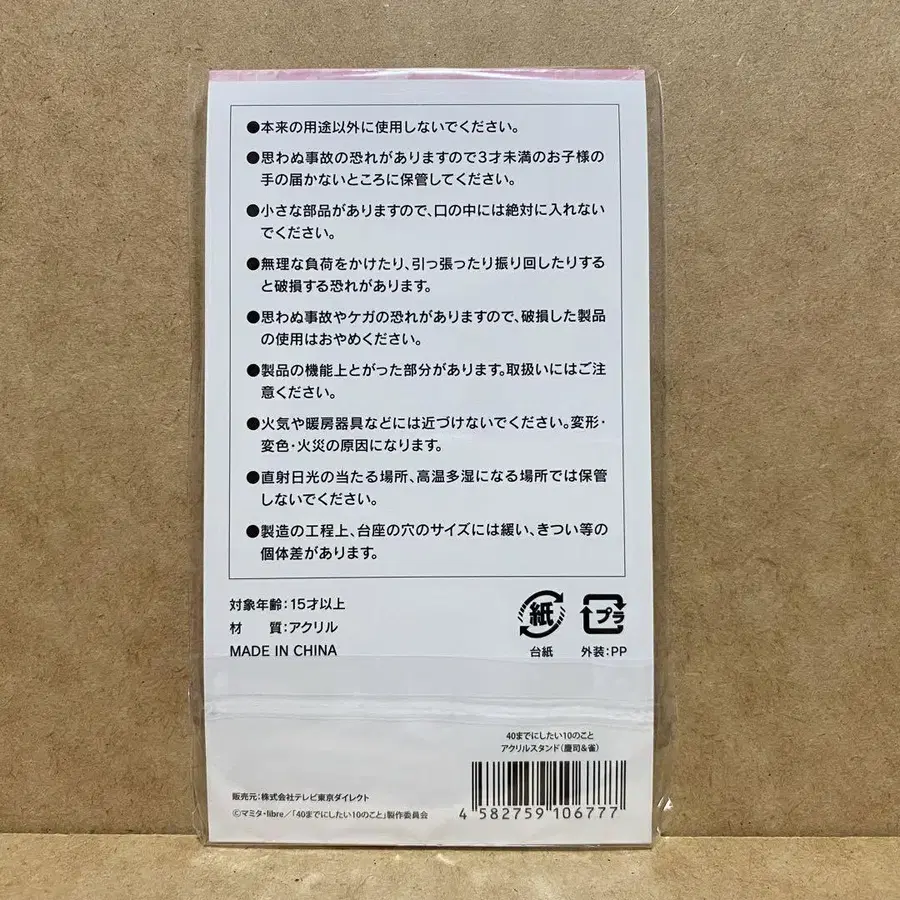 ●本来の用途以外に使用しないでください。
●思わぬ事故の恐れがありますので3才未満のお子様の
手の届かないところに保管してください。
●小さな部品がありますので、口の中には絶対に入れない
でください。
●無理な負荷をかけたり、引っ張ったり振り回したりする
と破損する恐れがあります。
●思わぬ事故やケガの恐れがありますので、破損した製品
の使用はおやめください。
●製品の機能上とがった部分があります。取扱いにはご注
意ください。
●火気や暖房器具などには近づけないでください。変形・
変色・火災の原因になります。
●直射日光の当たる場所、高温多湿になる場所では保管
しないでください。
●製造の工程上、台座の穴のサイズには緩い、きつい等の
個体差があります。
対象年齢：15才以上
材　質：アクリル
MADE IN CHINA
紙
台紙
プラ
外装：PP
40までにしたい10のこと
アクリルスタンド（慶司＆雀）
4 582759 106777
販売元：株式会社テレビ東京ダイレクト
©マミタ・libre／「40までにしたい10のこと」製作委員会